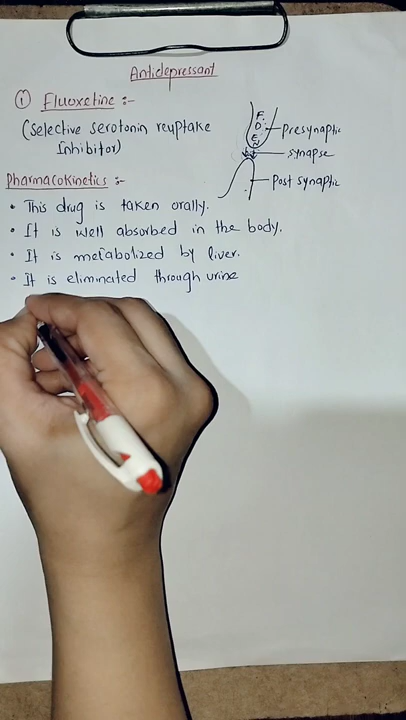 Antidepressant
① Fluoxetine :-
(Selective serotonin reuptake
Inhibitor)
Presynaptic
synapse
Post synaptic
Pharmacokinetics :-
• This drug is taken orally.
• It is well absorbed in the body.
• It is metabolized by liver.
• It is eliminated through urine